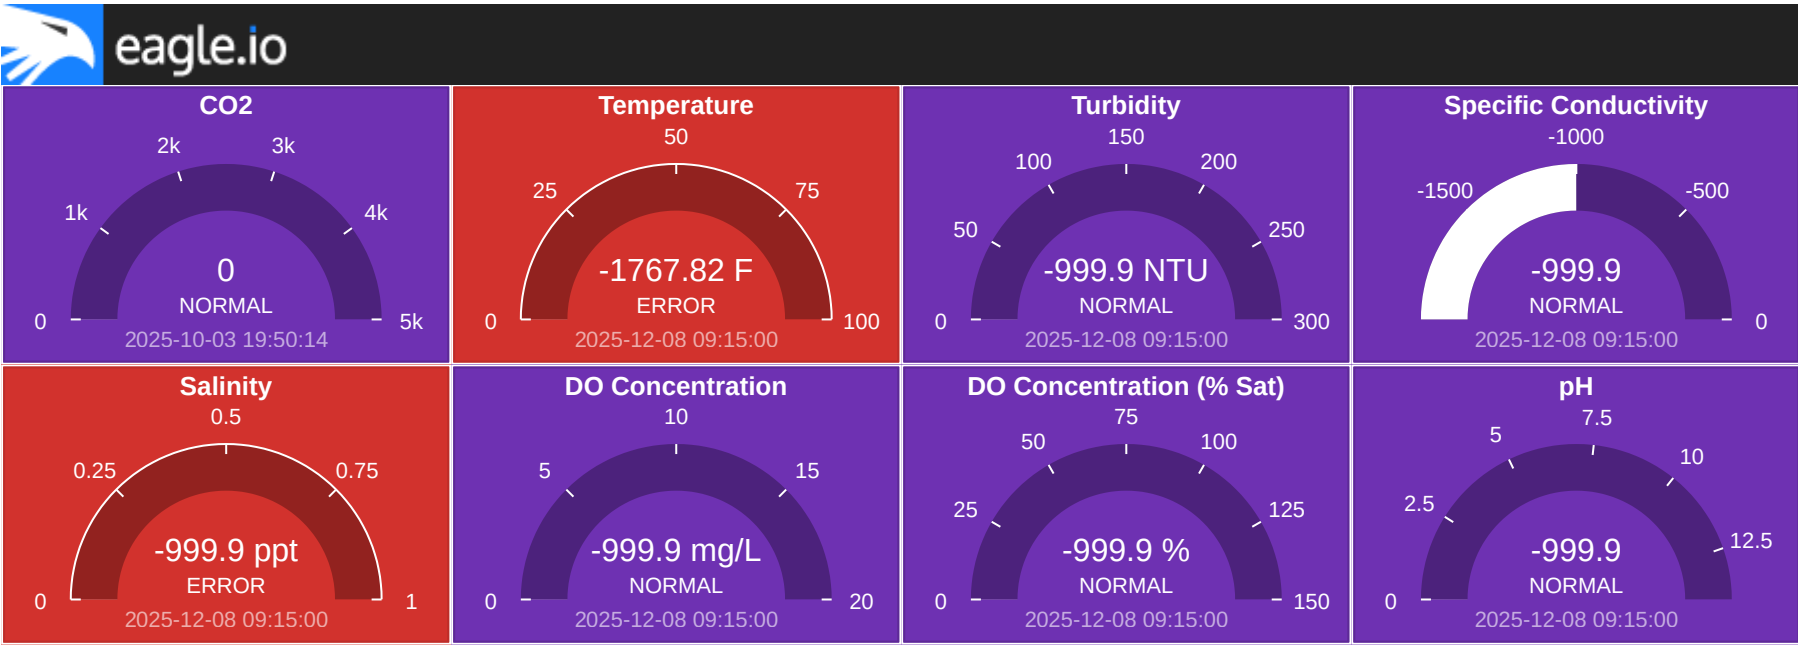 eagle.io
CO2
2k
3k
1k
4k
0
NORMAL
0
5k
2025-10-03 19:50:14
Temperature
50
25
75
-1767.82 F
ERROR
0
100
2025-12-08 09:15:00
Turbidity
150
100
200
50
250
-999.9 NTU
NORMAL
0
300
2025-12-08 09:15:00
Specific Conductivity
-1000
-1500
-500
-999.9
NORMAL
0
2025-12-08 09:15:00
Salinity
0.5
0.25
0.75
-999.9 ppt
ERROR
0
1
2025-12-08 09:15:00
DO Concentration
10
5
15
-999.9 mg/L
NORMAL
0
20
2025-12-08 09:15:00
DO Concentration (% Sat)
75
50
100
25
125
-999.9 %
NORMAL
0
150
2025-12-08 09:15:00
pH
7.5
5
10
2.5
12.5
-999.9
NORMAL
0
2025-12-08 09:15:00